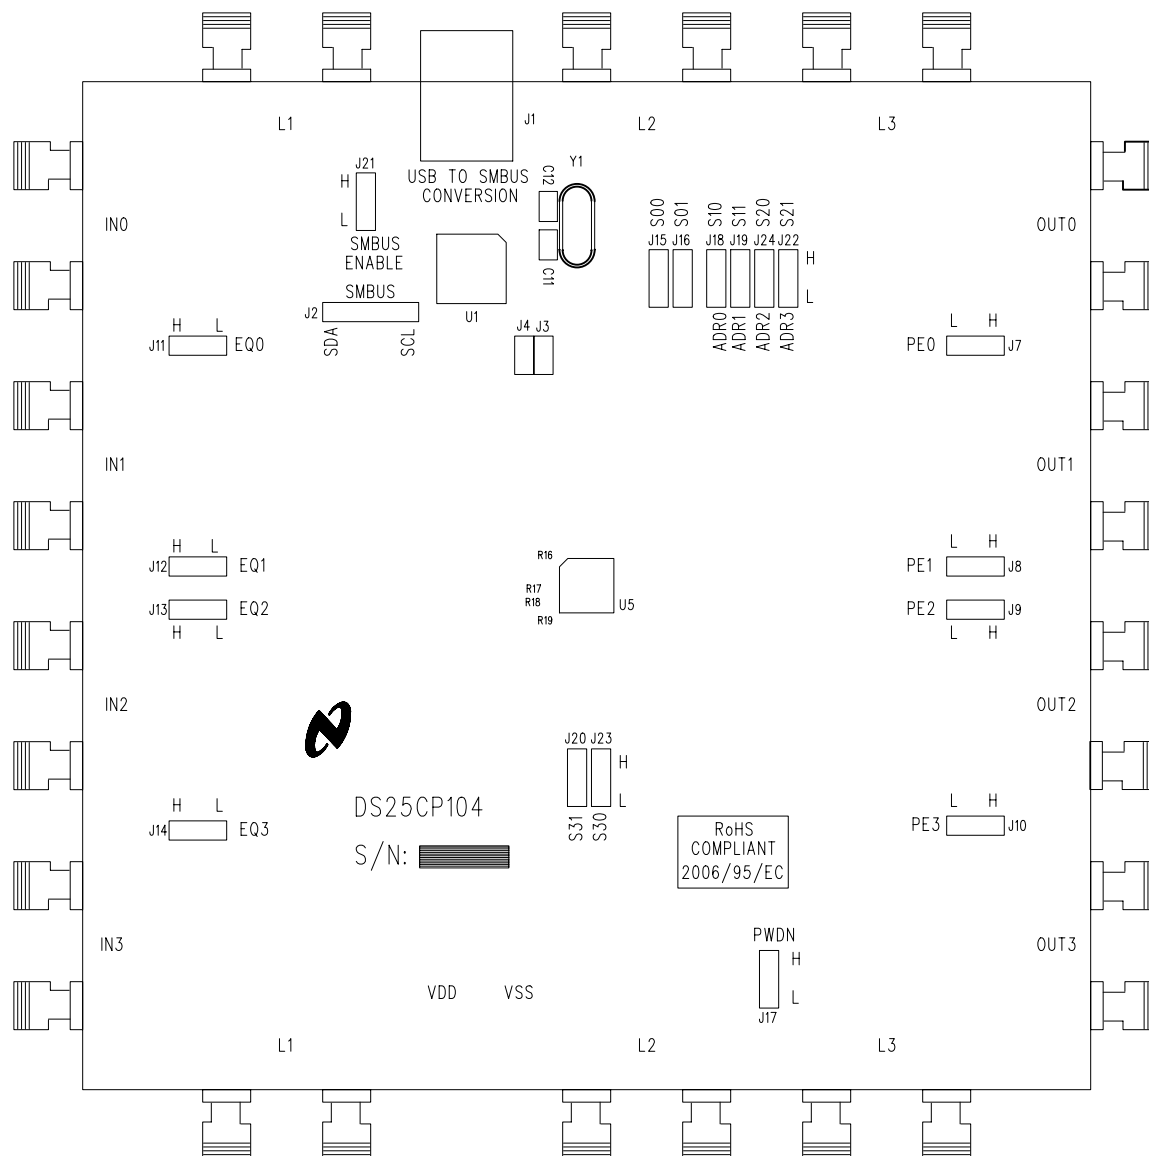 L1
J1
L2
L3
J21
H
L
SMBUS
ENABLE
USB TO SMBUS
CONVERSION
C12
C11
Y1
IN0
OUT0
S00
S01
S10
S11
S20
S21
J15
J16
J18
J19
J24
J22
H
L
ADR0
ADR1
ADR2
ADR3
SMBUS
J2
SDA
SCL
U1
J4
J3
H
L
J11
EQ0
L
H
PE0
J7
IN1
OUT1
H
L
J12
EQ1
J13
EQ2
H
L
R16
R17
R18
R19
U5
L
H
PE1
J8
PE2
J9
L
H
IN2
OUT2
J20
J23
H
L
S31
S30
H
L
J14
EQ3
DS25CP104
S/N:
RoHS
COMPLIANT
2006/95/EC
L
H
PE3
J10
IN3
OUT3
PWDN
H
L
J17
VDD
VSS
L1
L2
L3